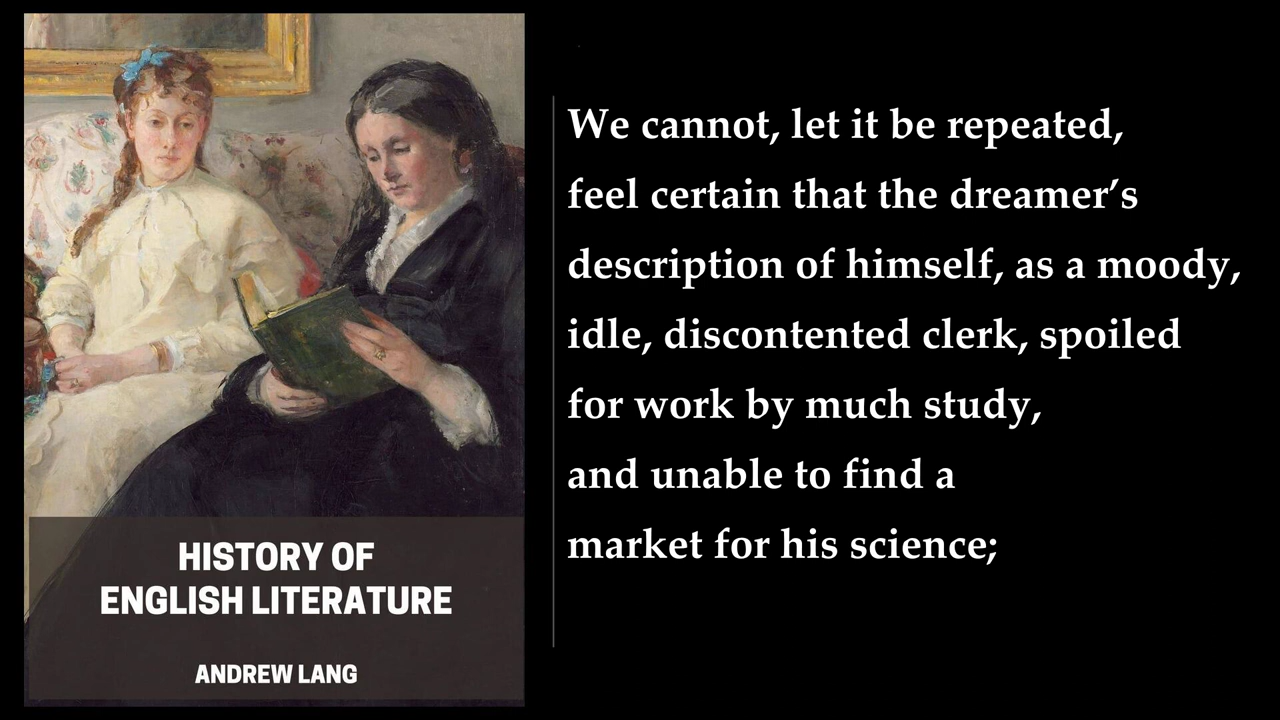 HISTORY OF
ENGLISH LITERATURE
ANDREW LANG
We cannot, let it be repeated,
feel certain that the dreamer’s
description of himself, as a moody,
idle, discontented clerk, spoiled
for work by much study,
and unable to find a
market for his science;